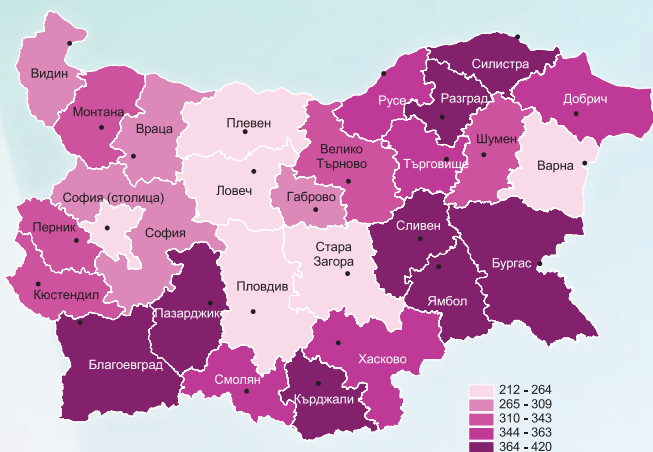 Видин
Монтана
Враца
Плевен
Ловеч
Велико
Търново
Габрово
Русе
Силистра
Разград
Добрич
Шумен
Търговище
Варна
София (столица)
Перник
София
Кюстендил
Пазарджик
Благоевград
Пловдив
Стара
Загора
Сливен
Ямбол
Бургас
Хасково
Смолян
Кърджали
212 - 264
265 - 309
310 - 343
344 - 363
364 - 420